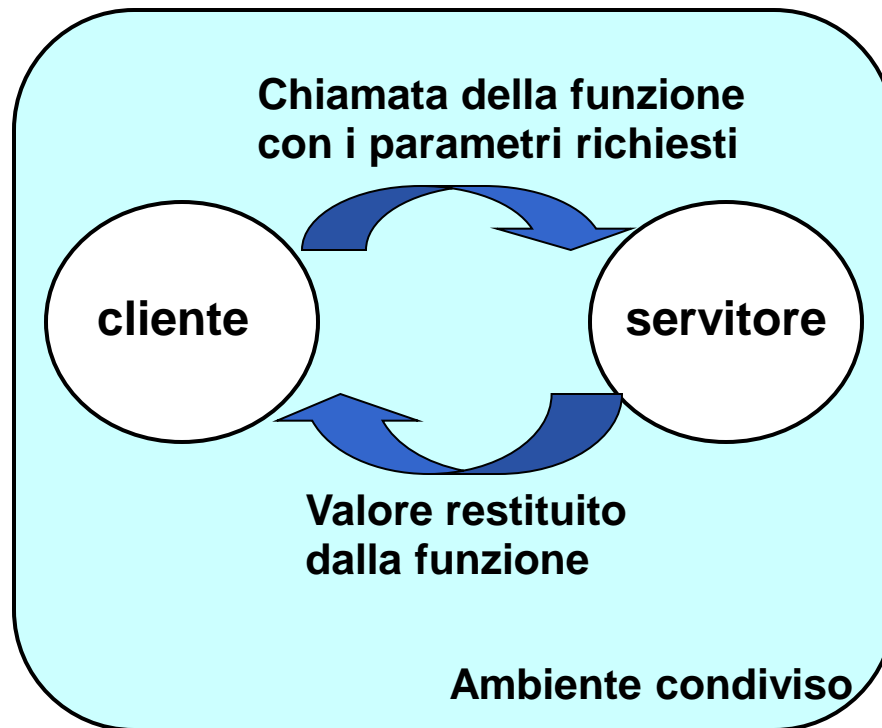 Chiamata della funzione
con i parametri richiesti
cliente
servitore
Valore restituito
dalla funzione
Ambiente condiviso